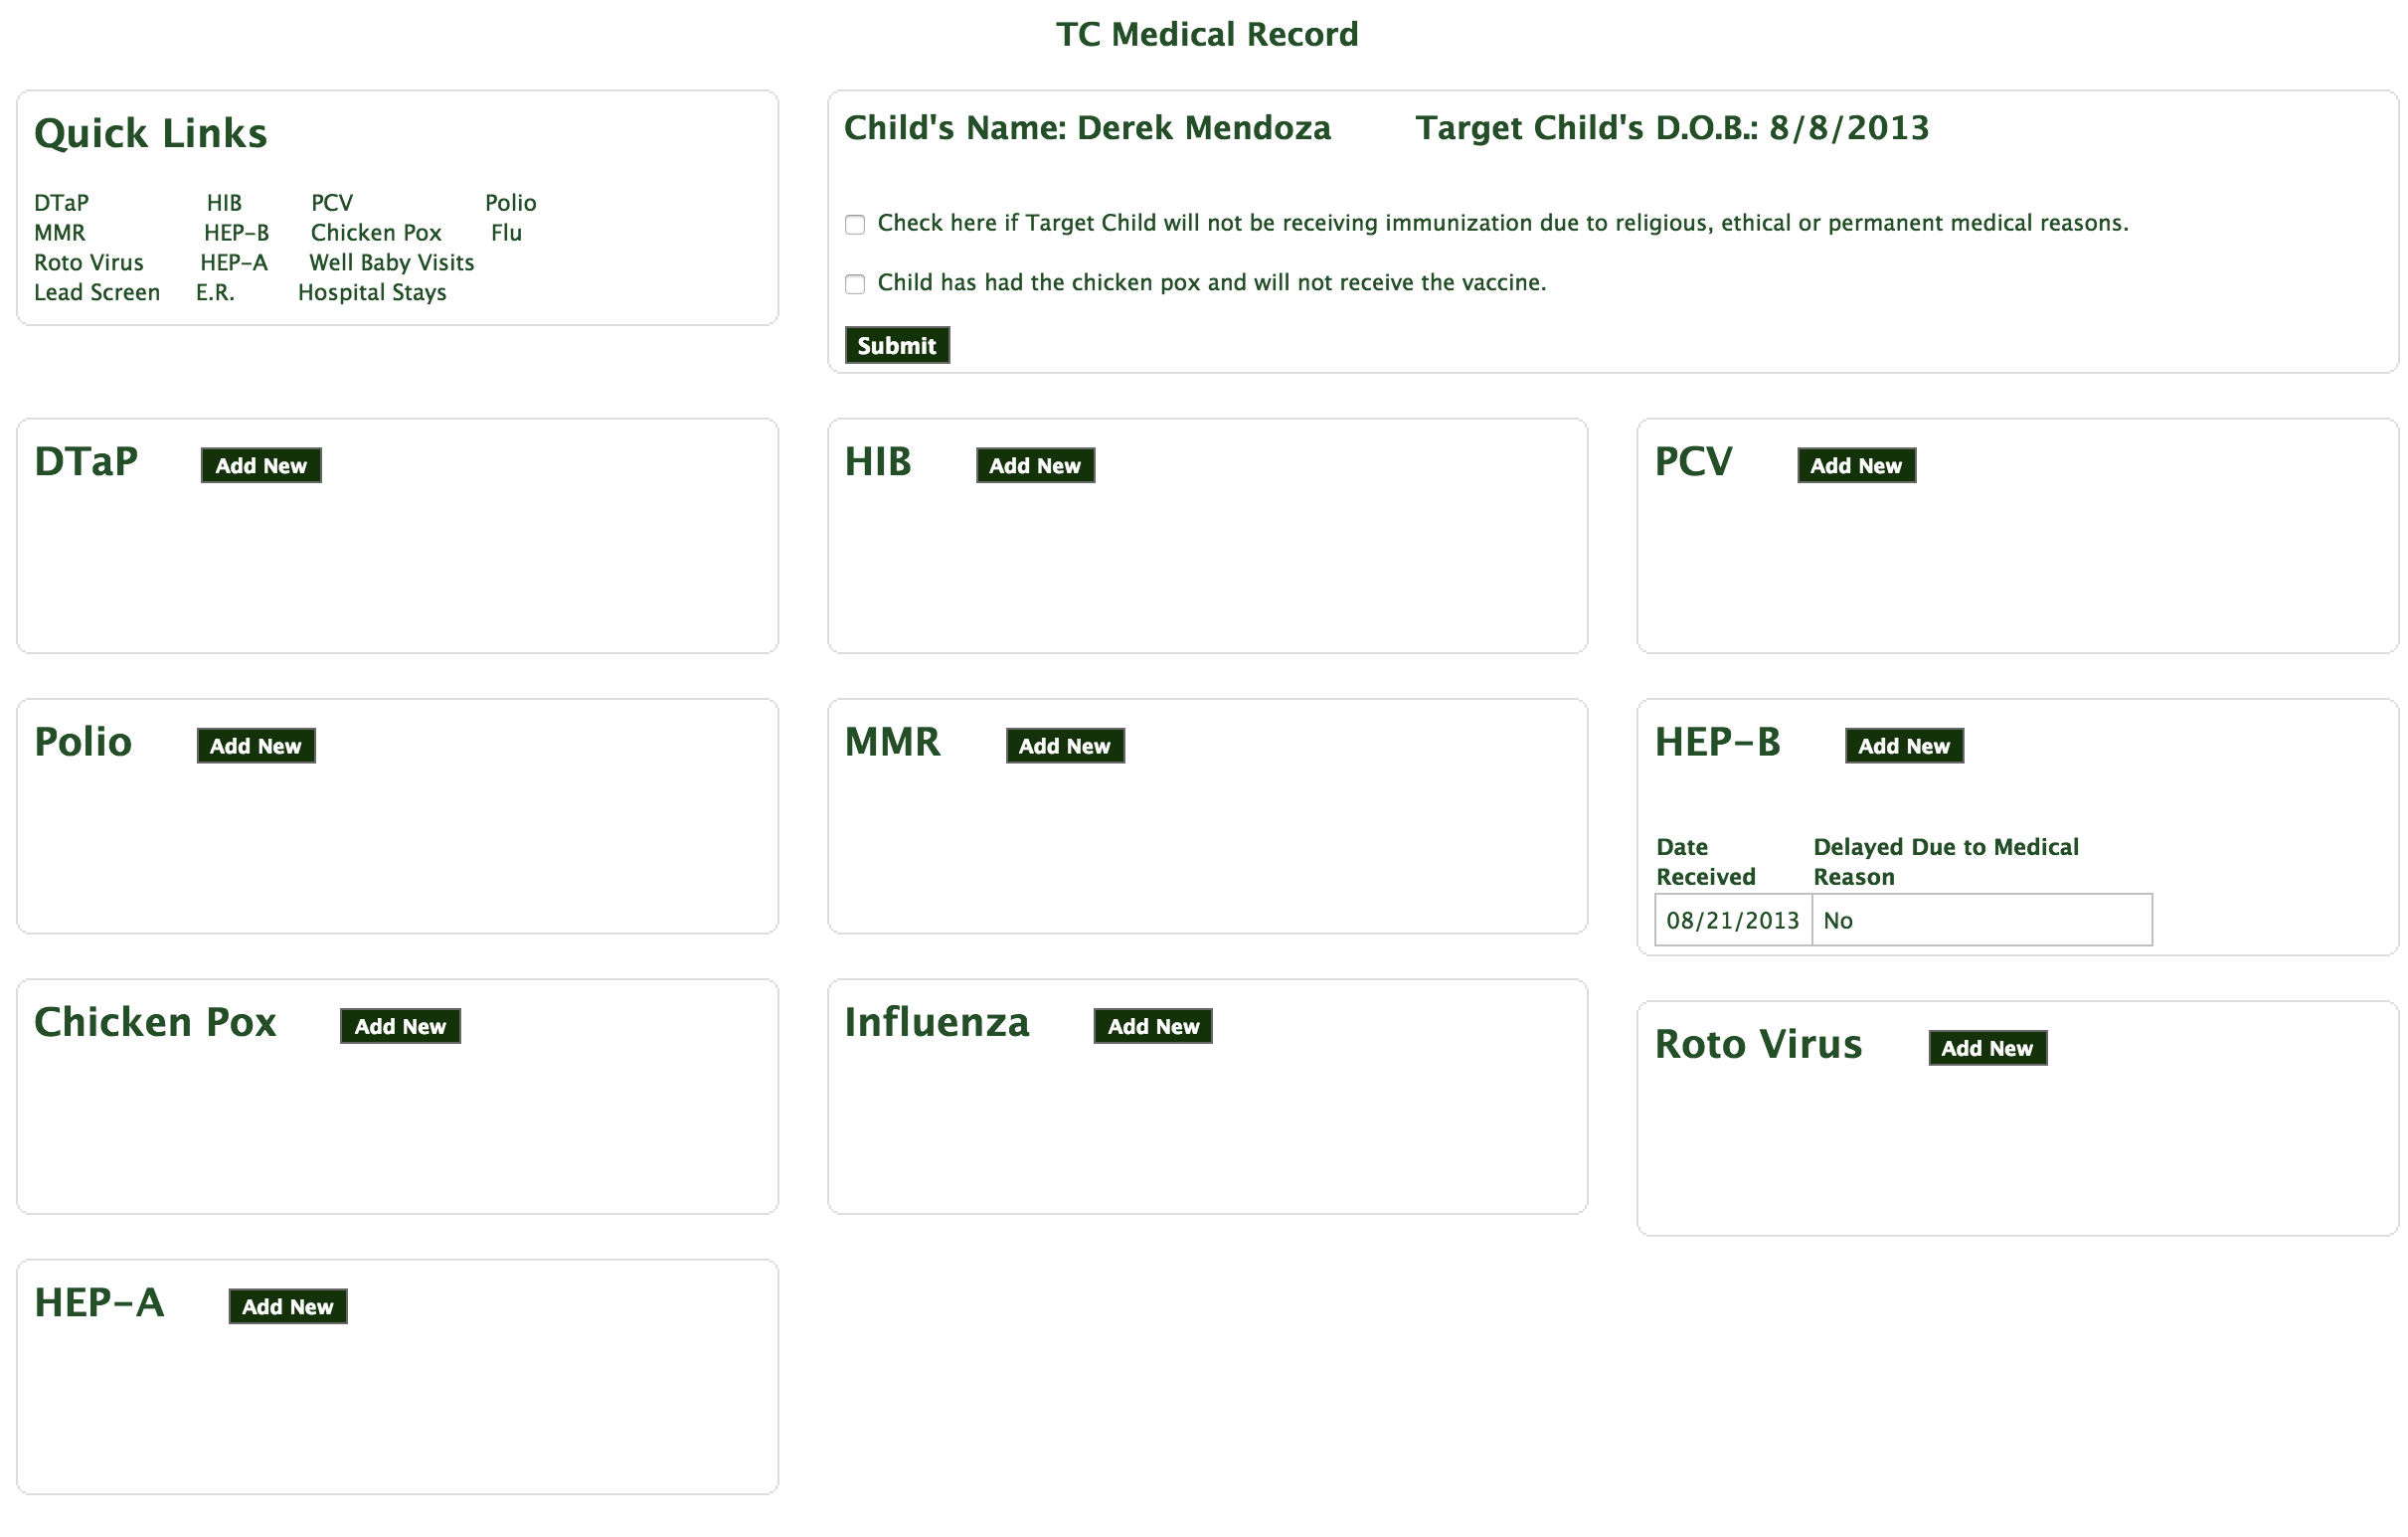 TC Medical Record
Quick Links
DTaP HIB PCV Polio
MMR HEP-B Chicken Pox Flu
Roto Virus HEP-A Well Baby Visits
Lead Screen E.R. Hospital Stays
Child's Name: Derek Mendoza Target Child's D.O.B.: 8/8/2013
Check here if Target Child will not be receiving immunization due to religious, ethical or permanent medical reasons.
Child has had the chicken pox and will not receive the vaccine.
Submit
DTaP Add New
HIB Add New
PCV Add New
Polio Add New
MMR Add New
HEP-B Add New
Date Received
Delayed Due to Medical Reason
08/21/2013 No
Chicken Pox Add New
Influenza Add New
Roto Virus Add New
HEP-A Add New